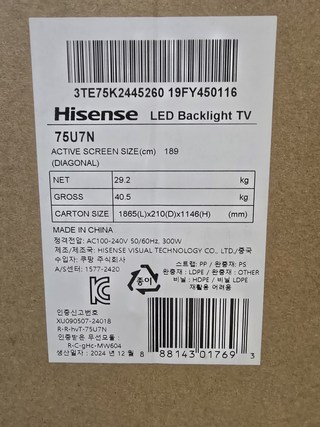 3TE75K2445260 19FY450116
Hisense LED Backlight TV
75U7N
ACTIVE SCREEN SIZE(cm) 189
(DIAGONAL)
NET 29.2 kg
GROSS 40.5 kg
CARTON SIZE 1865(L)x210(D)x1146(H) (mm)
MADE IN CHINA
정격전압: AC100-240V 50/60Hz, 300W
제조사: HISENSE VISUAL TECHNOLOGY CO., LTD./중국
수입자: 쿠팡 주식회사
A/S센터: 1577-2420
스트랩: PP / 완충재: PS
완충재: LDPE / 완충재: OTHER
비닐: HDPE / 비닐: LDPE
재활용 어려움
종이
인증신고번호
XU090507-24018
R-R-hvT-75U7N
인증받은 무선모듈:
R-C-gHc-MW604
생산일자: 2024 년 12 월
8 88143 01769 3